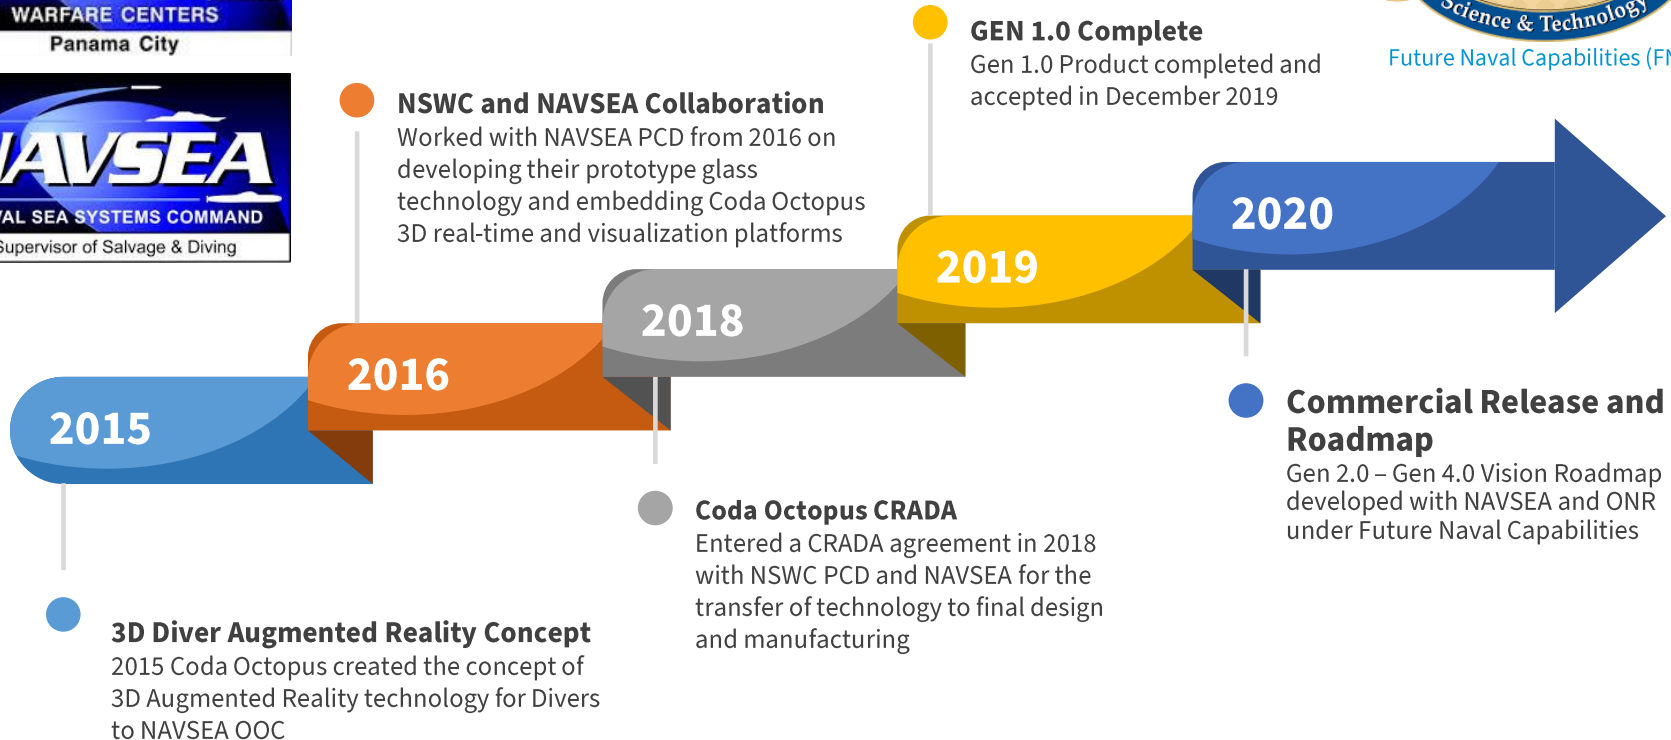 WARFARE CENTERS
Panama City
NAVSEA
NAVAL SEA SYSTEMS COMMAND
Supervisor of Salvage & Diving
Science & Technology
Future Naval Capabilities
GEN 1.0 Complete
Gen 1.0 Product completed and
accepted in December 2019
NSWC and NAVSEA Collaboration
Worked with NAVSEA PCD from 2016 on
developing their prototype glass
technology and embedding Coda Octopus
3D real-time and visualization platforms
2015
2016
2018
2019
2020
3D Diver Augmented Reality Concept
2015 Coda Octopus created the concept of
3D Augmented Reality technology for Divers
to NAVSEA OOC
Coda Octopus CRADA
Entered a CRADA agreement in 2018
with NSWC PCD and NAVSEA for the
transfer of technology to final design
and manufacturing
Commercial Release and
Roadmap
Gen 2.0 – Gen 4.0 Vision Roadmap
developed with NAVSEA and ONR
under Future Naval Capabilities